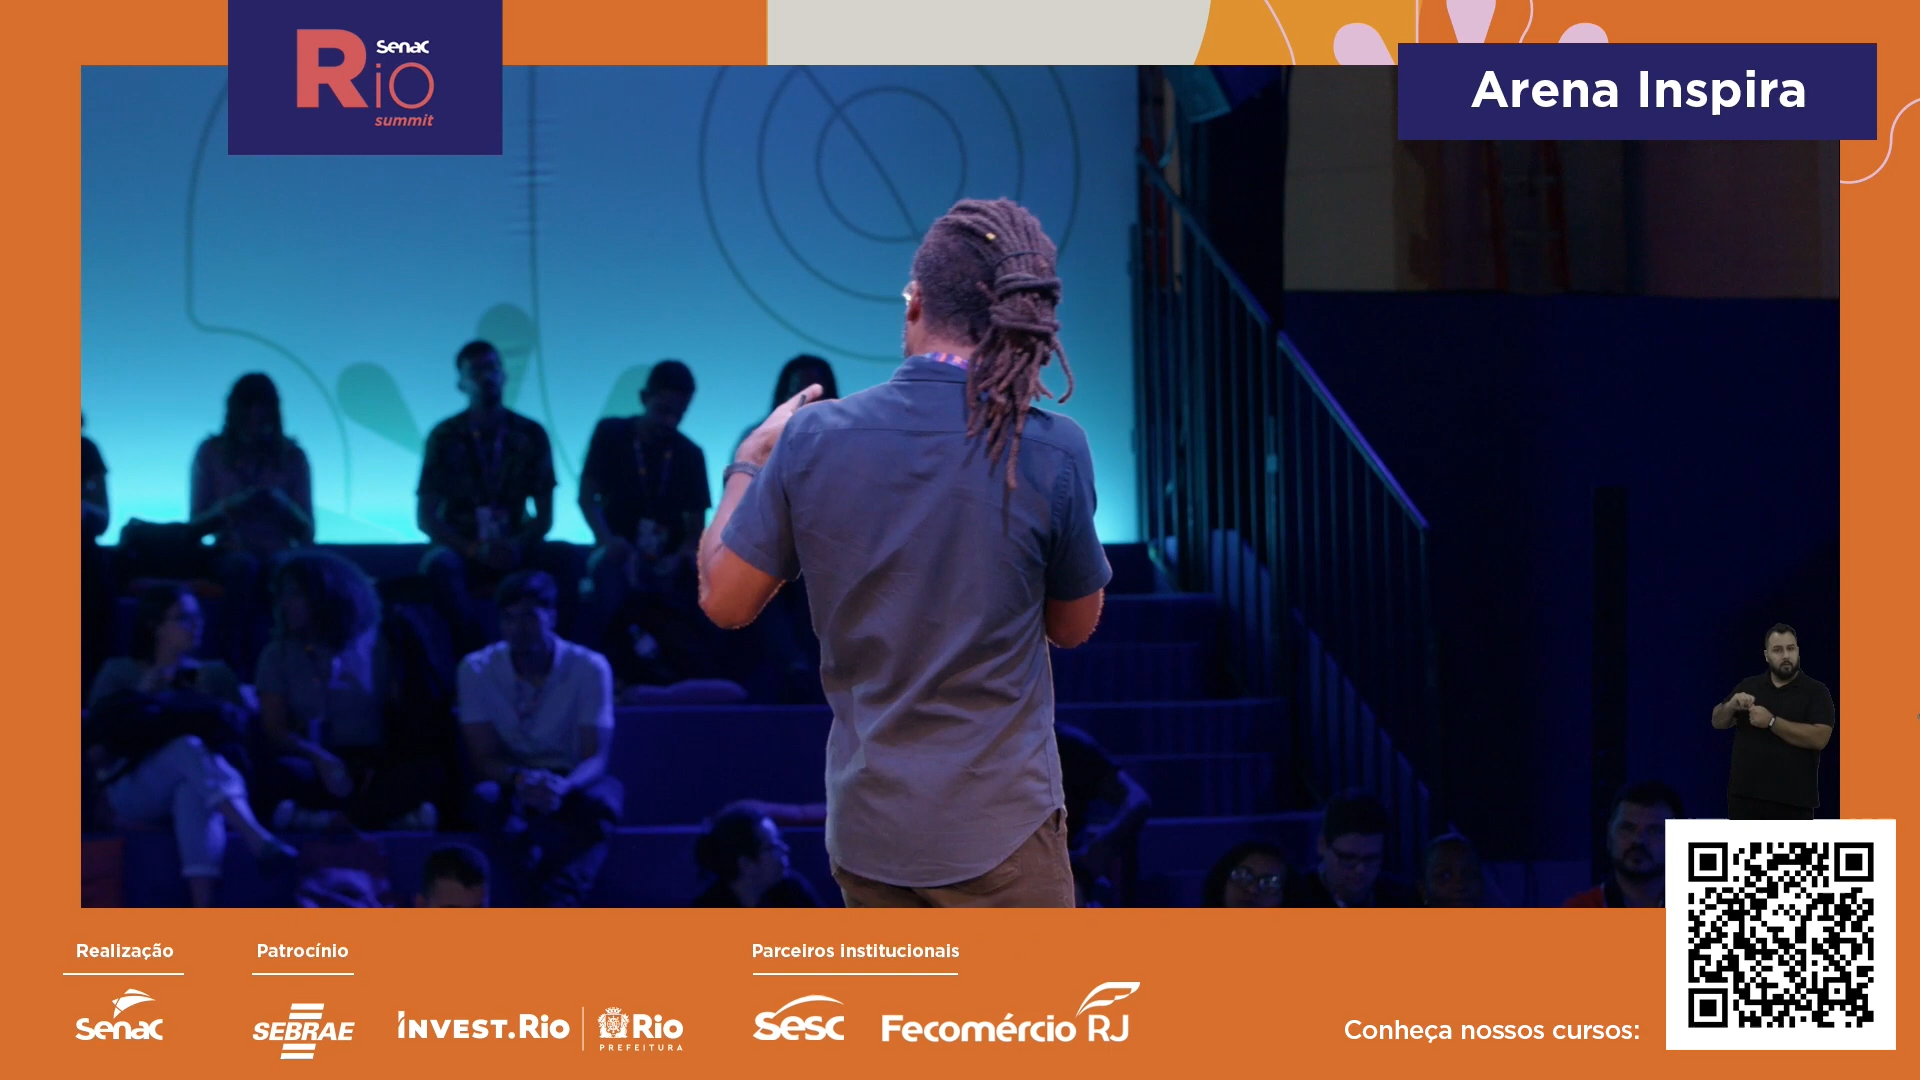 Senac
Rio
summit
Arena Inspira
Realização
Patrocínio
Parceiros institucionais
Senac
SEBRAE
INVEST.Rio
Rio
PREFEITURA
Sesc
Fecomércio RJ
Conheça nossos cursos: